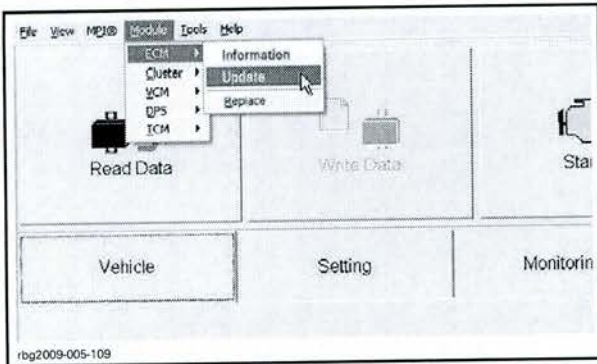 File View MPI® Module Tools Help
ECM Information
Cluster Update
VCM Replace
DPS
TCM
Read Data Write Data Star
Vehicle Setting Monitorin
rbg2009-005-109